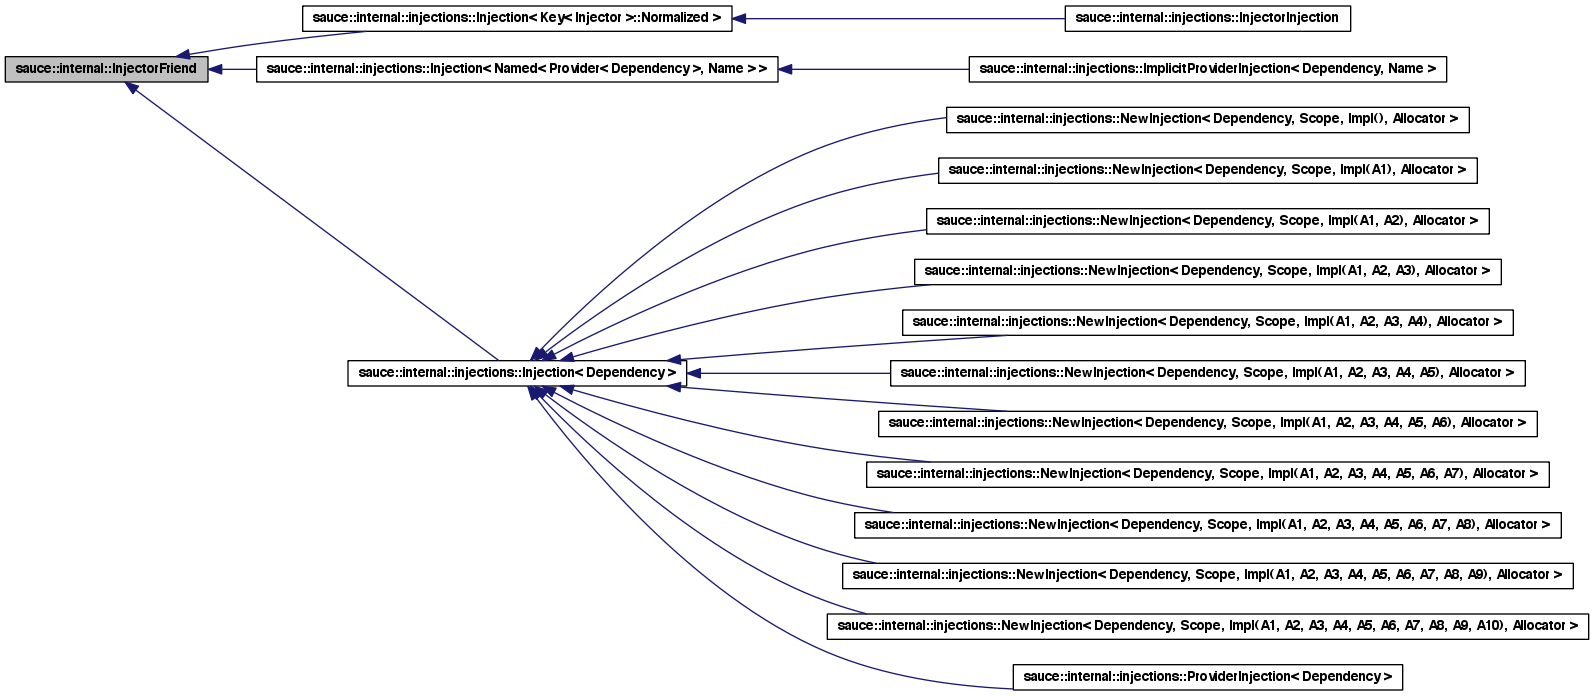 sauce::internal::injections::Injection< Key< Injector >::Normalized >
sauce::internal::injections::InjectorInjection
sauce::internal::InjectorFriend
sauce::internal::injections::Injection< Named< Provider< Dependency >, Name > >
sauce::internal::injections::ImplicitProviderInjection< Dependency, Name >
sauce::internal::injections::NewInjection< Dependency, Scope, Impl(), Allocator >
sauce::internal::injections::NewInjection< Dependency, Scope, Impl(A1), Allocator >
sauce::internal::injections::NewInjection< Dependency, Scope, Impl(A1, A2), Allocator >
sauce::internal::injections::NewInjection< Dependency, Scope, Impl(A1, A2, A3), Allocator >
sauce::internal::injections::NewInjection< Dependency, Scope, Impl(A1, A2, A3, A4), Allocator >
sauce::internal::injections::Injection< Dependency >
sauce::internal::injections::NewInjection< Dependency, Scope, Impl(A1, A2, A3, A4, A5), Allocator >
sauce::internal::injections::NewInjection< Dependency, Scope, Impl(A1, A2, A3, A4, A5, A6), Allocator >
sauce::internal::injections::NewInjection< Dependency, Scope, Impl(A1, A2, A3, A4, A5, A6, A7), Allocator >
sauce::internal::injections::NewInjection< Dependency, Scope, Impl(A1, A2, A3, A4, A5, A6, A7, A8), Allocator >
sauce::internal::injections::NewInjection< Dependency, Scope, Impl(A1, A2, A3, A4, A5, A6, A7, A8, A9), Allocator >
sauce::internal::injections::NewInjection< Dependency, Scope, Impl(A1, A2, A3, A4, A5, A6, A7, A8, A9, A10), Allocator >
sauce::internal::injections::ProviderInjection< Dependency >